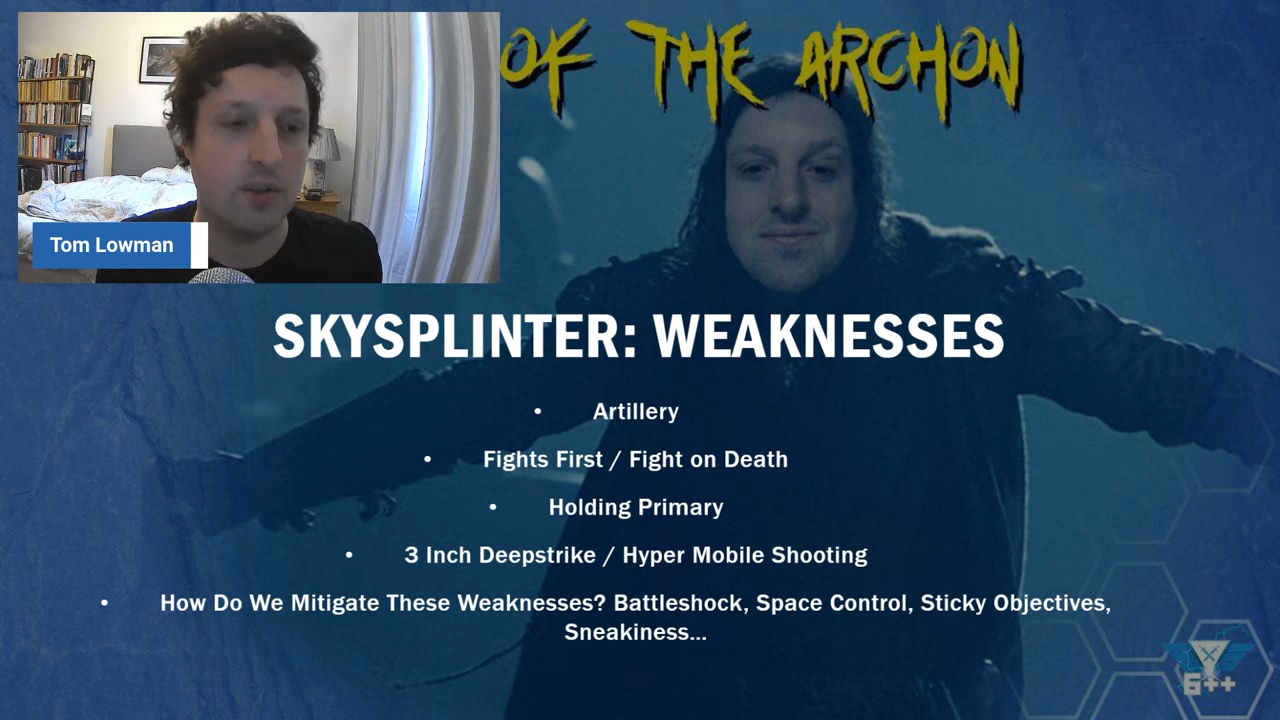 OF THE ARCHON
Tom Lowman
SKYSPLINTER: WEAKNESSES
• Artillery
• Fights First / Fight on Death
• Holding Primary
• 3 Inch Deepstrike / Hyper Mobile Shooting
• How Do We Mitigate These Weaknesses? Battleshock, Space Control, Sticky Objectives,
Sneakiness...
6++